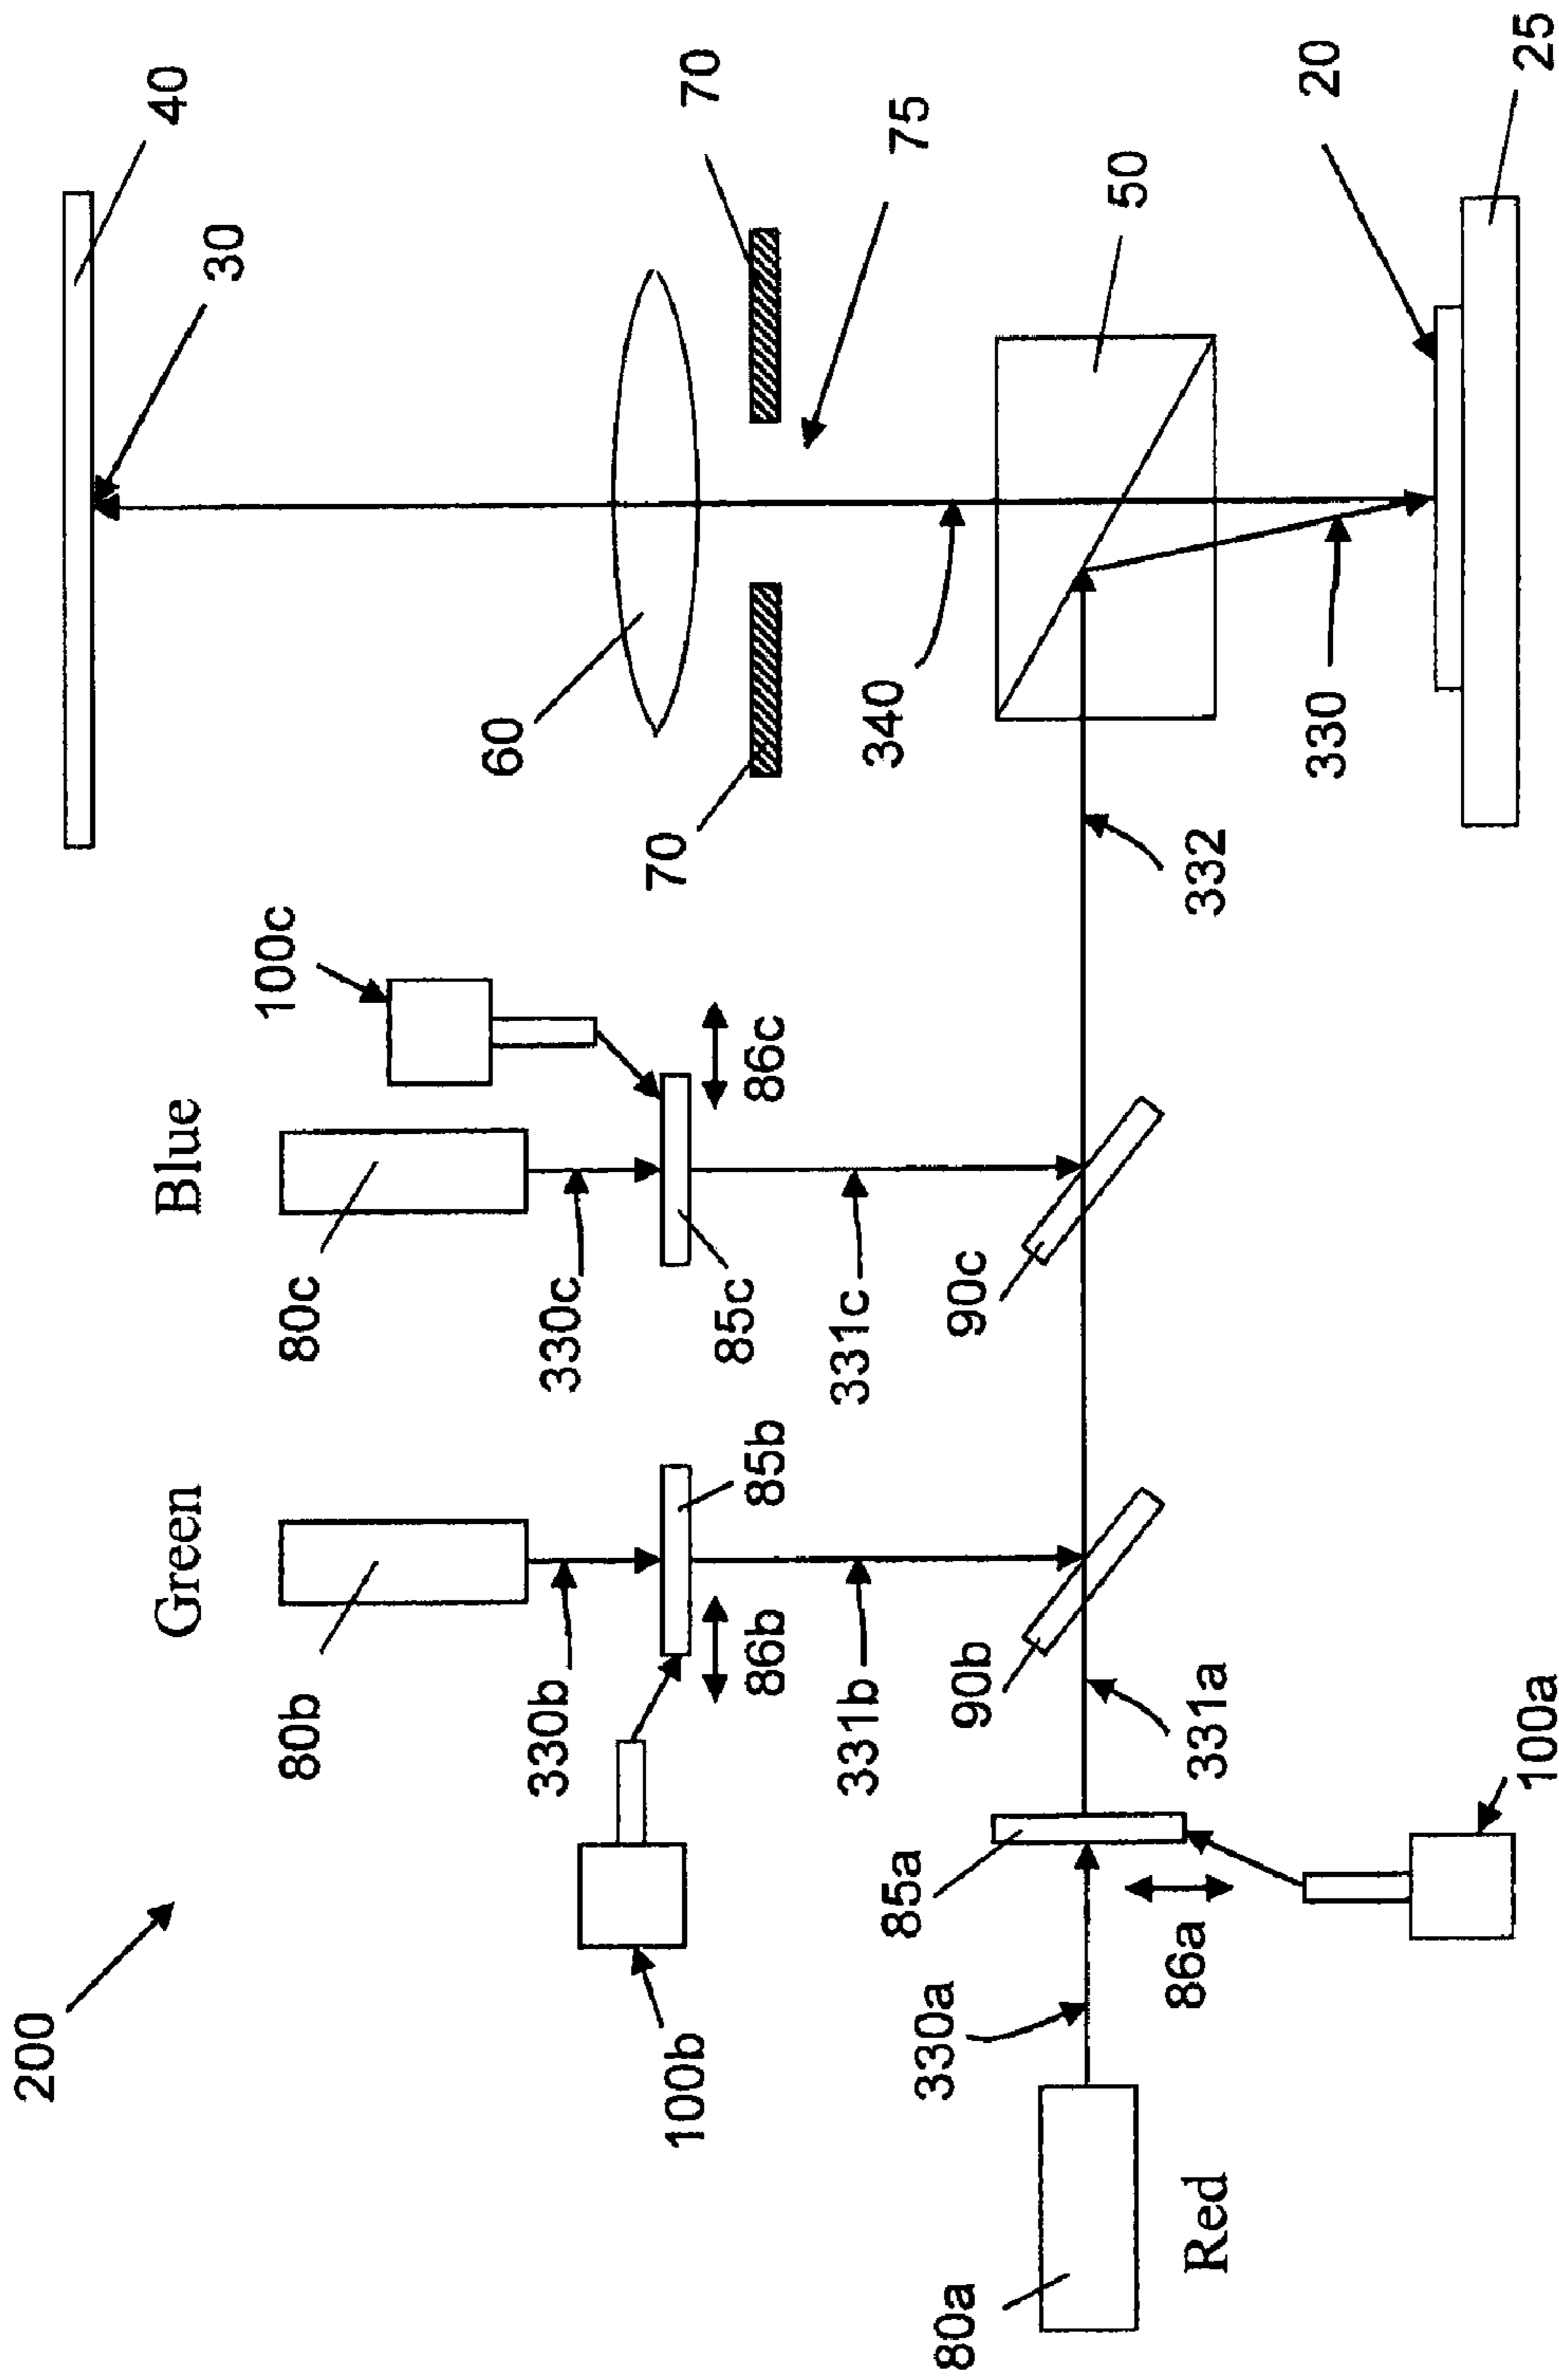 200
Green
Blue
40
30
70
75
60
70
100c
80b
80c
330b
330c
100b
86b
85b
85c
86c
331b
331c
340
50
90b
90c
330a
85a
86a
331a
332
330
20
25
80a
Red
100a